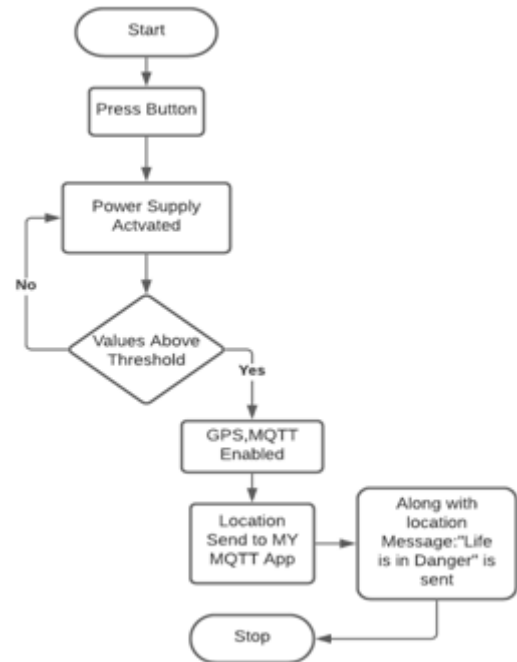 Start
Press Button
Power Supply
Actvated
No
Values Above
Threshold
Yes
GPS,MQTT
Enabled
Location
Send to MY
MQTT App
Along with
location
Message:"Life
is in Danger" is
sent
Stop